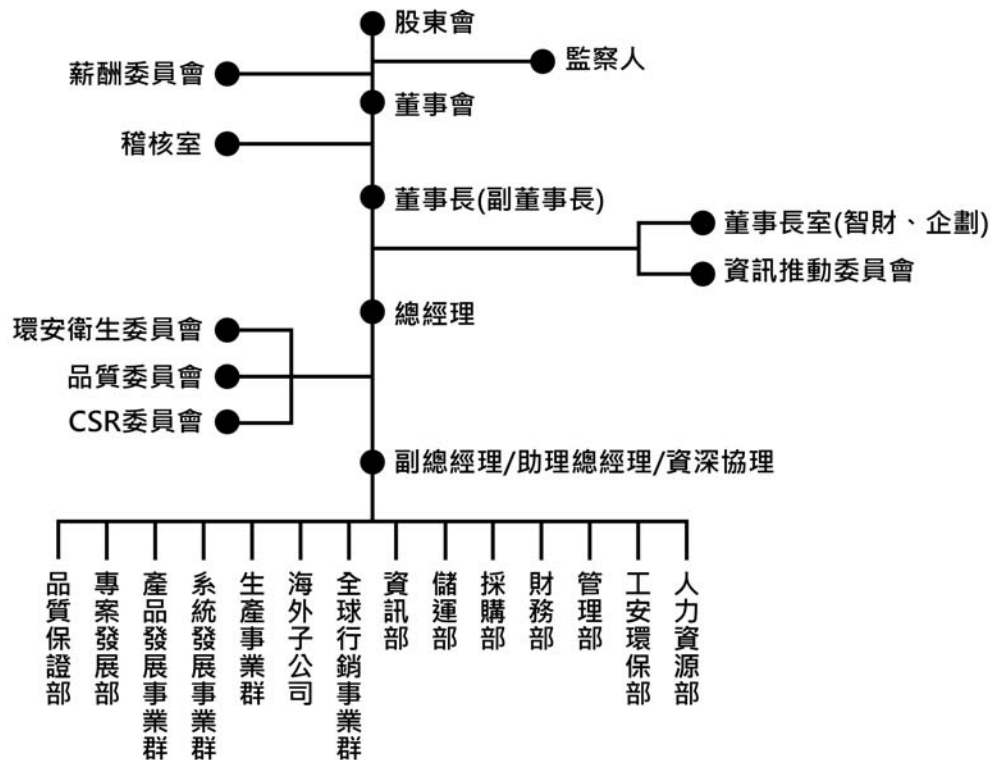 股東會
監察人
薪酬委員會
董事會
稽核室
董事長(副董事長)
董事長室(智財、企劃)
資訊推動委員會
總經理
環安衛生委員會
品質委員會
CSR委員會
副總經理/助理總經理/資深協理
品質保證部
專案發展部
產品發展事業群
系統發展事業群
生產事業群
海外子公司
全球行銷事業群
資訊部
儲運部
採購部
財務部
管理部
工安環保部
人力資源部